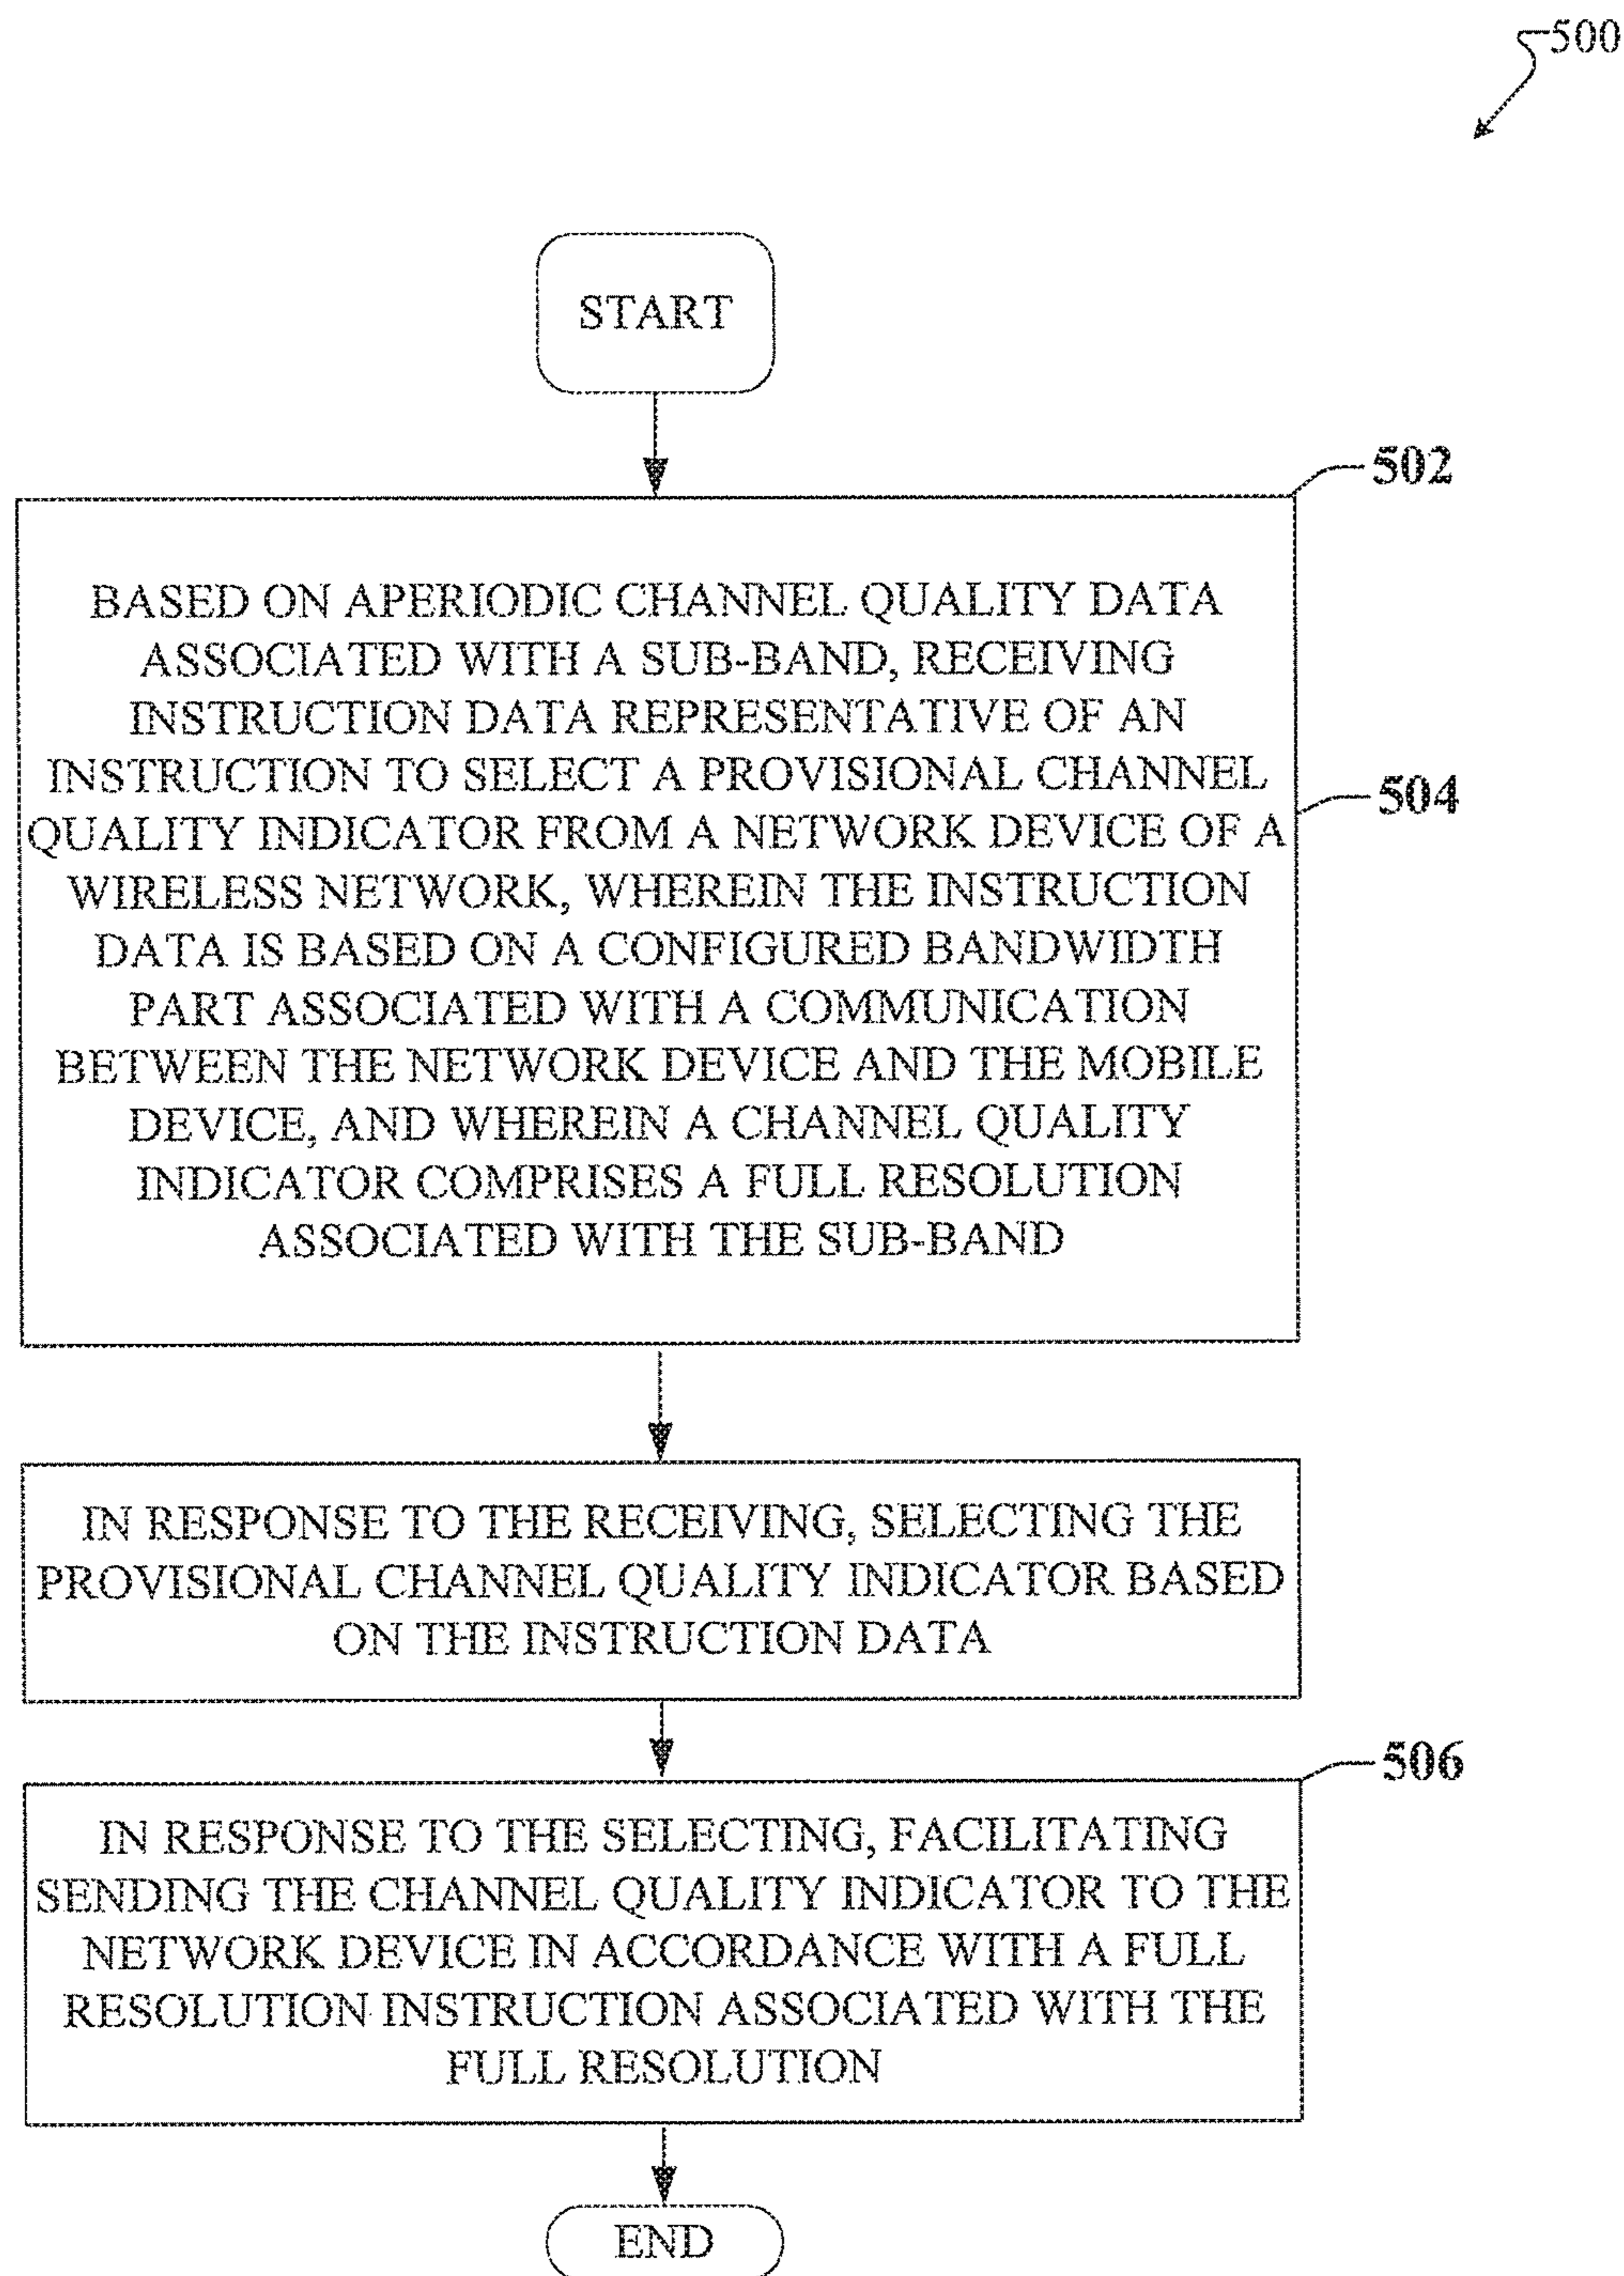 500
START
502
BASED ON APERIODIC CHANNEL QUALITY DATA
ASSOCIATED WITH A SUB-BAND, RECEIVING
INSTRUCTION DATA REPRESENTATIVE OF AN
INSTRUCTION TO SELECT A PROVISIONAL CHANNEL
504
QUALITY INDICATOR FROM A NETWORK DEVICE OF A
WIRELESS NETWORK, WHEREIN THE INSTRUCTION
DATA IS BASED ON A CONFIGURED BANDWIDTH
PART ASSOCIATED WITH A COMMUNICATION
BETWEEN THE NETWORK DEVICE AND THE MOBILE
DEVICE, AND WHEREIN A CHANNEL QUALITY
INDICATOR COMPRISES A FULL RESOLUTION
ASSOCIATED WITH THE SUB-BAND
IN RESPONSE TO THE RECEIVING, SELECTING THE
PROVISIONAL CHANNEL QUALITY INDICATOR BASED
ON THE INSTRUCTION DATA
506
IN RESPONSE TO THE SELECTING, FACILITATING
SENDING THE CHANNEL QUALITY INDICATOR TO THE
NETWORK DEVICE IN ACCORDANCE WITH A FULL
RESOLUTION INSTRUCTION ASSOCIATED WITH THE
FULL RESOLUTION
END